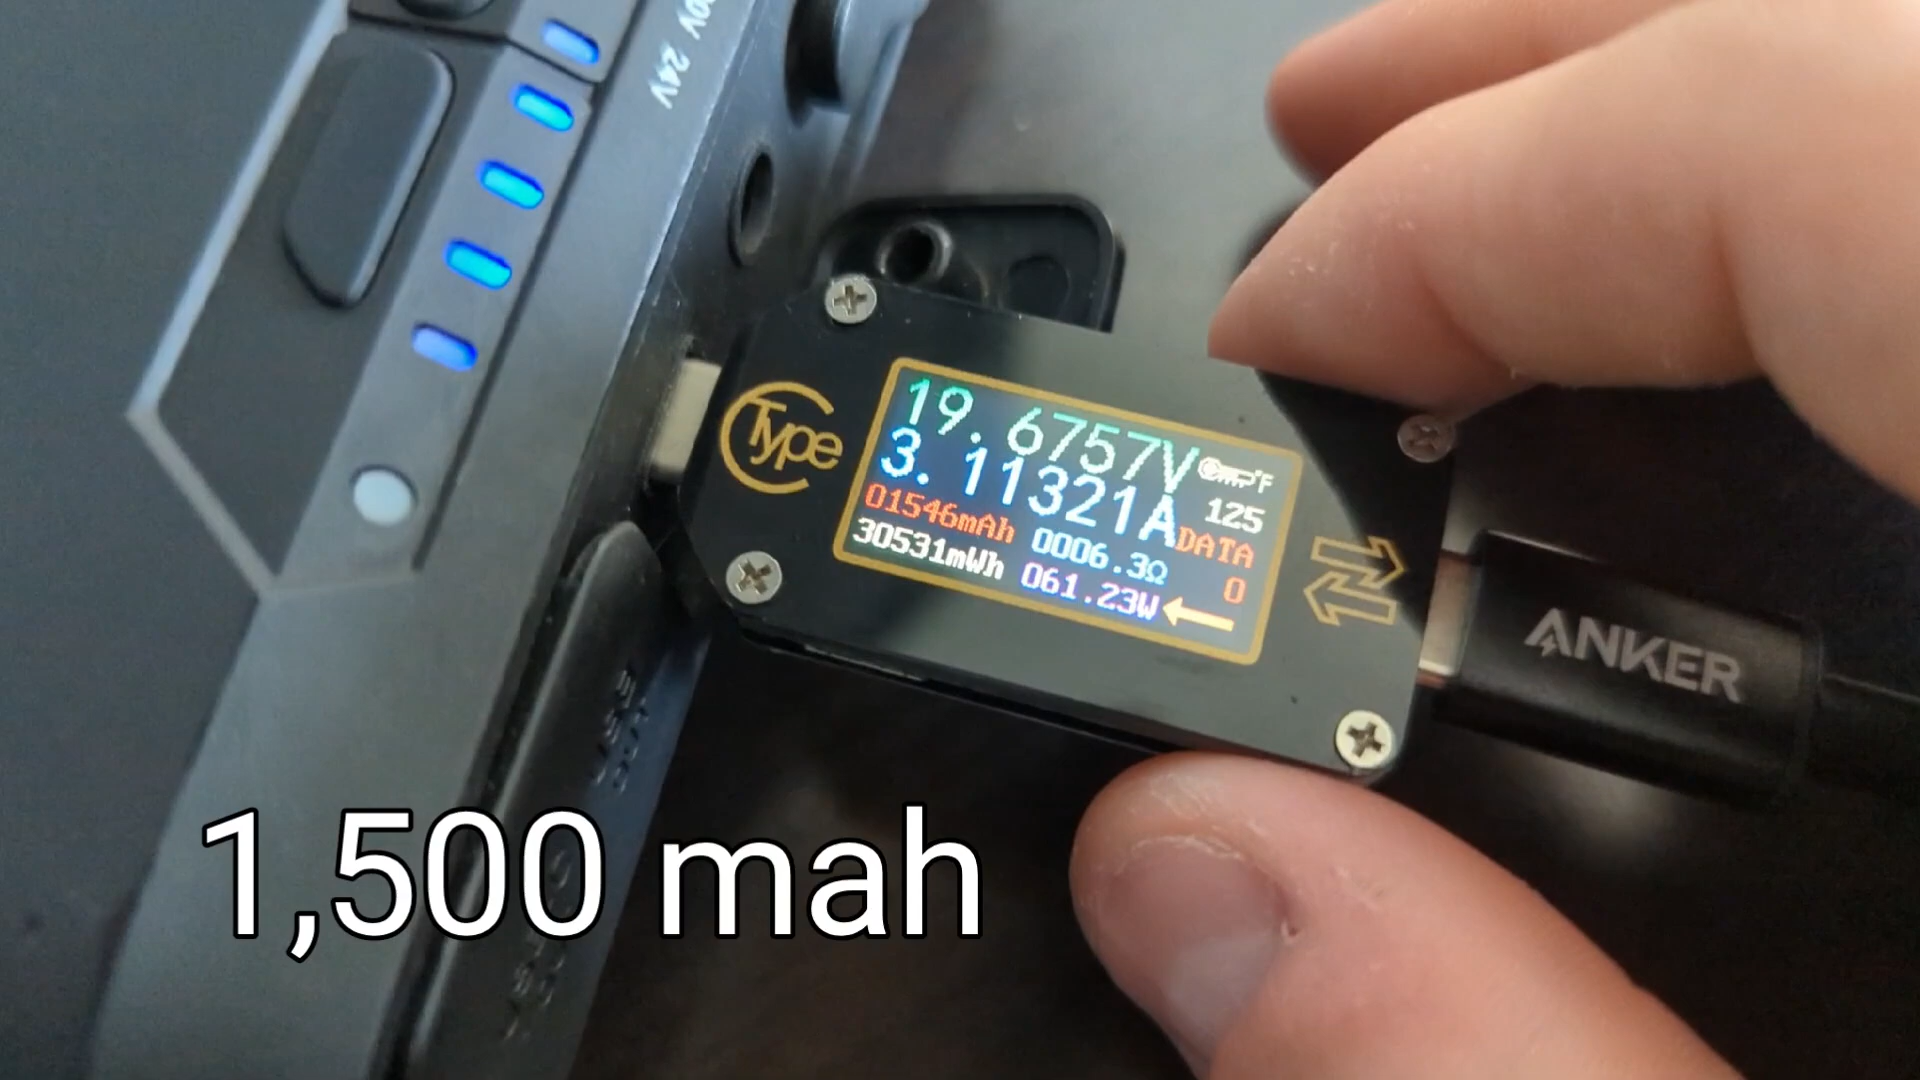 20V 24V
Type
19.6757V
°F
3.11321A
125
01546mAh 0006.3Ω DATA
30531mWh 061.23W 0
ANKER
1,500 mah